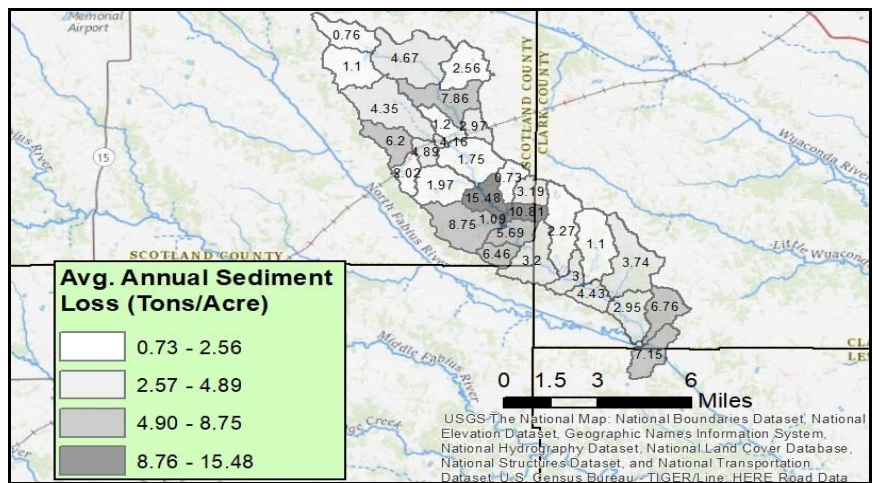 Memorial
Airport
0.76
4.67
1.1
2.56
7.86
4.35
1.2
2.97
6.2
4.16
4.89
1.75
2.02
1.97
0.73
3.19
15.48
10.81
1.09
8.75
5.69
2.27
1.1
6.46
3.2
3
3.74
4.43
2.95
6.76
7.15
SCOTLAND COUNTY
CLARK COUNTY
15
Wyaconda River
Little Wyacond
North Fabius River
Middle Fabius River
SCOTLAND COUNTY
CLA
LEW
Avg. Annual Sediment
Loss (Tons/Acre)
0.73 - 2.56
2.57 - 4.89
4.90 - 8.75
8.76 - 15.48
0 1.5 3 6
Miles
USGS The National Map: National Boundaries Dataset, National
Elevation Dataset, Geographic Names Information System,
National Hydrography Dataset, National Land Cover Database,
National Structures Dataset, and National Transportation
Dataset; U.S. Census Bureau - TIGER/Line; HERE Road Data